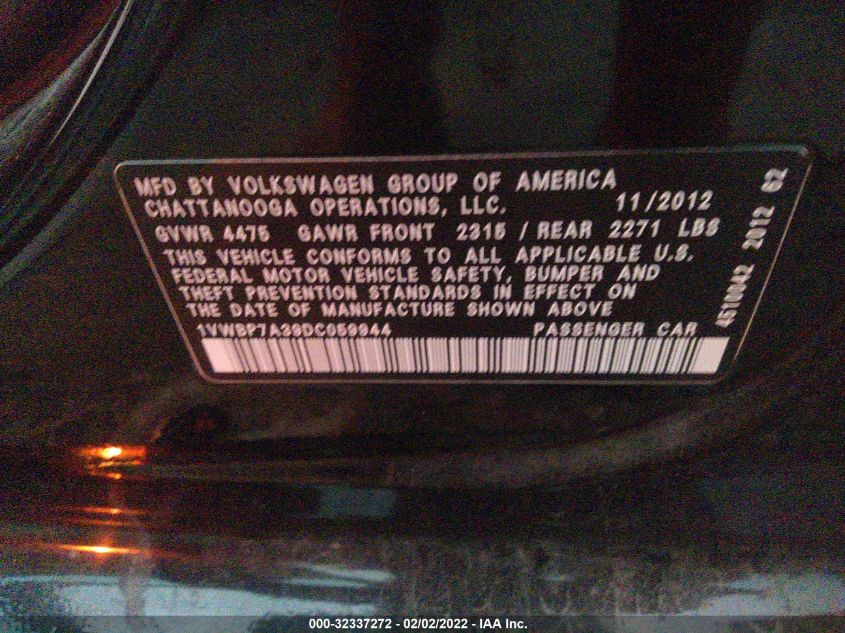 MFD BY VOLKSWAGEN GROUP OF AMERICA
CHATTANOOGA OPERATIONS, LLC. 11/2012
GVWR 4475 GAWR FRONT 2315 / REAR 2271 LBS
THIS VEHICLE CONFORMS TO ALL APPLICABLE U.S.
FEDERAL MOTOR VEHICLE SAFETY, BUMPER AND
THEFT PREVENTION STANDARDS IN EFFECT ON
THE DATE OF MANUFACTURE SHOWN ABOVE
1VWBP7A39DC059944 PASSENGER CAR
4510042 2012 G2
000-32337272 - 02/02/2022 - IAA Inc.